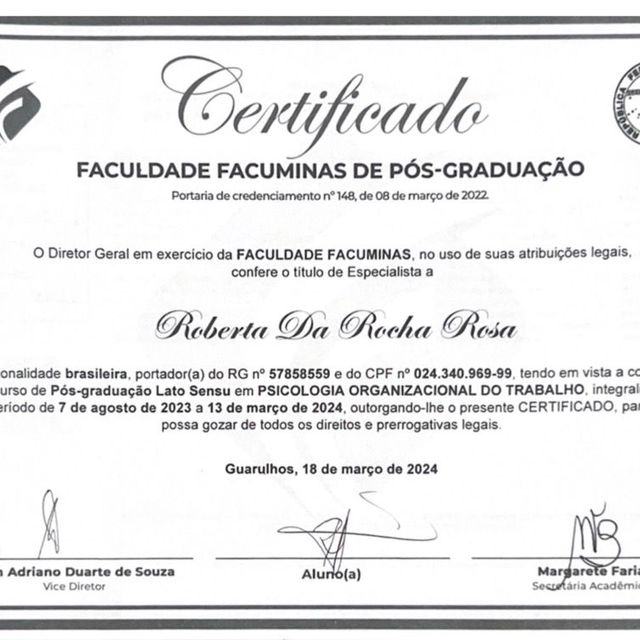 Certificado
FACULDADE FACUMINAS DE PÓS-GRADUAÇÃO
Portaria de credenciamento nº 148, de 08 de março de 2022.
REPÚBLICA
O Diretor Geral em exercício da FACULDADE FACUMINAS, no uso de suas atribuições legais,
confere o título de Especialista a
Roberta Da Rocha Rosa
onalidade brasileira, portador(a) do RG nº 57858559 e do CPF nº 024.340.969-99, tendo em vista a co
urso de Pós-graduação Lato Sensu em PSICOLOGIA ORGANIZACIONAL DO TRABALHO, integrali
eríodo de 7 de agosto de 2023 a 13 de março de 2024, outorgando-lhe o presente CERTIFICADO, par
possa gozar de todos os direitos e prerrogativas legais.
Guarulhos, 18 de março de 2024
Adriano Duarte de Souza
Vice Diretor
Aluno(a)
Margarete Faria
Secretária Acadêmi